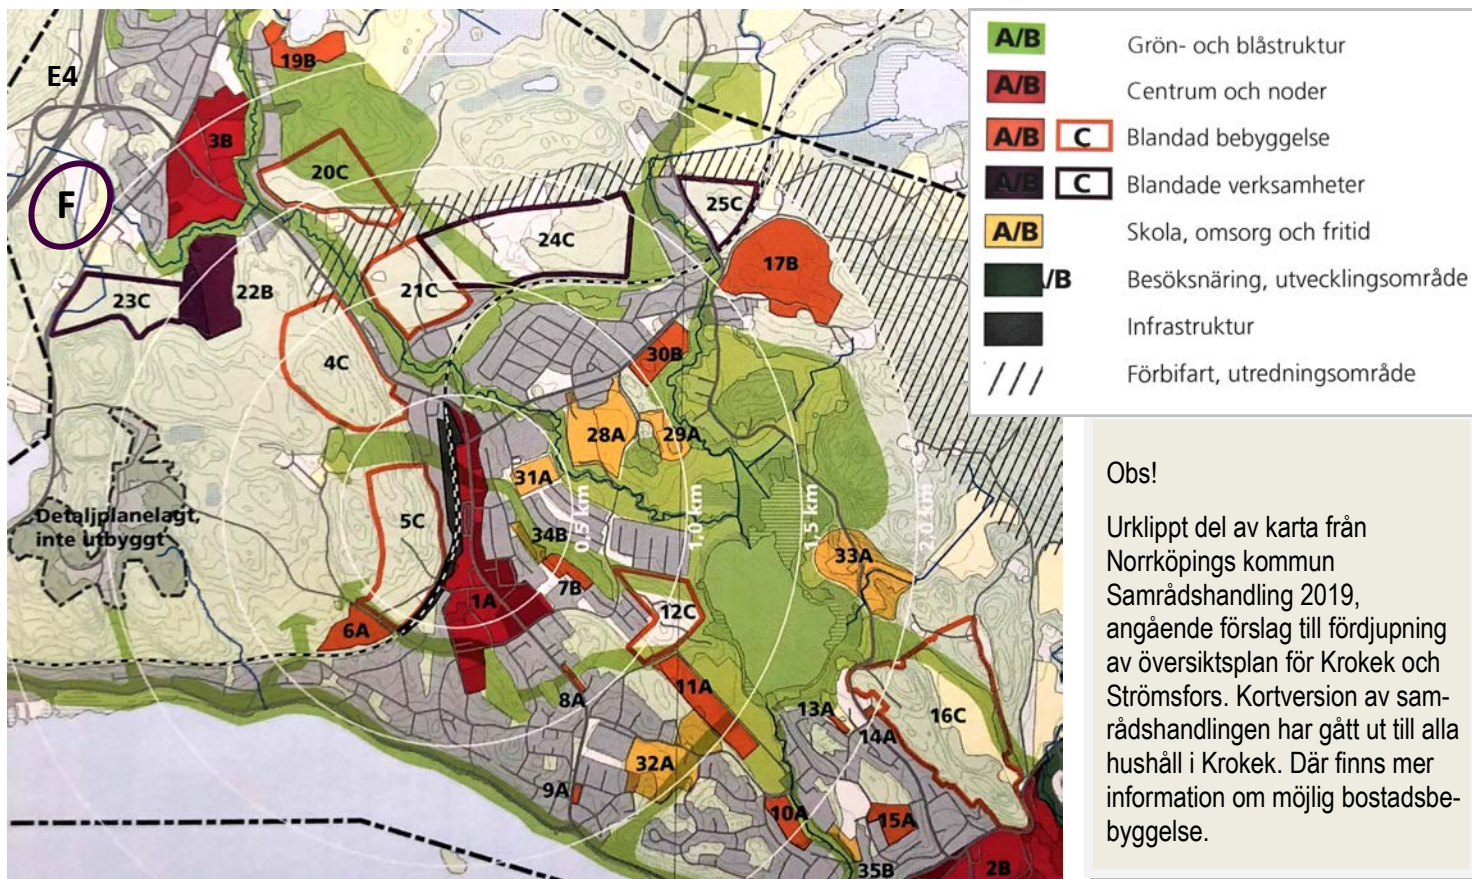 E4
19B
3B
F
20C
25C
24C
17B
23C
22B
21C
4C
30B
28A
29A
31A
Detaljplanelagt,
inte utbyggt
5C
34B
0,5 km
1,0 km
1,5 km
2,0 km
33A
7B
1A
12C
6A
11A
8A
13A
14A
16C
32A
9A
10A
15A
35B
2B
A/B Grön- och blåstruktur
A/B Centrum och noder
A/B C Blandad bebyggelse
A/B C Blandade verksamheter
A/B Skola, omsorg och fritid
/B Besöksnäring, utvecklingsområde
Infrastruktur
Förbifart, utredningsområde
Obs!
Urklippt del av karta från
Norrköpings kommun
Samrådshandling 2019,
angående förslag till fördjupning
av översiktsplan för Krokek och
Strömsfors. Kortversion av sam-
rådshandlingen har gått ut till alla
hushåll i Krokek. Där finns mer
information om möjlig bostadsbe-
byggelse.